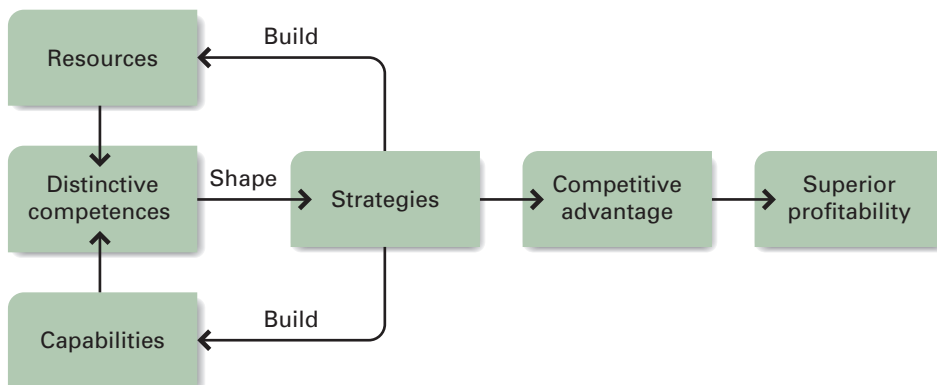 Build
Resources
Distinctive
competences
Shape
Strategies
Competitive
advantage
Superior
profitability
Build
Capabilities